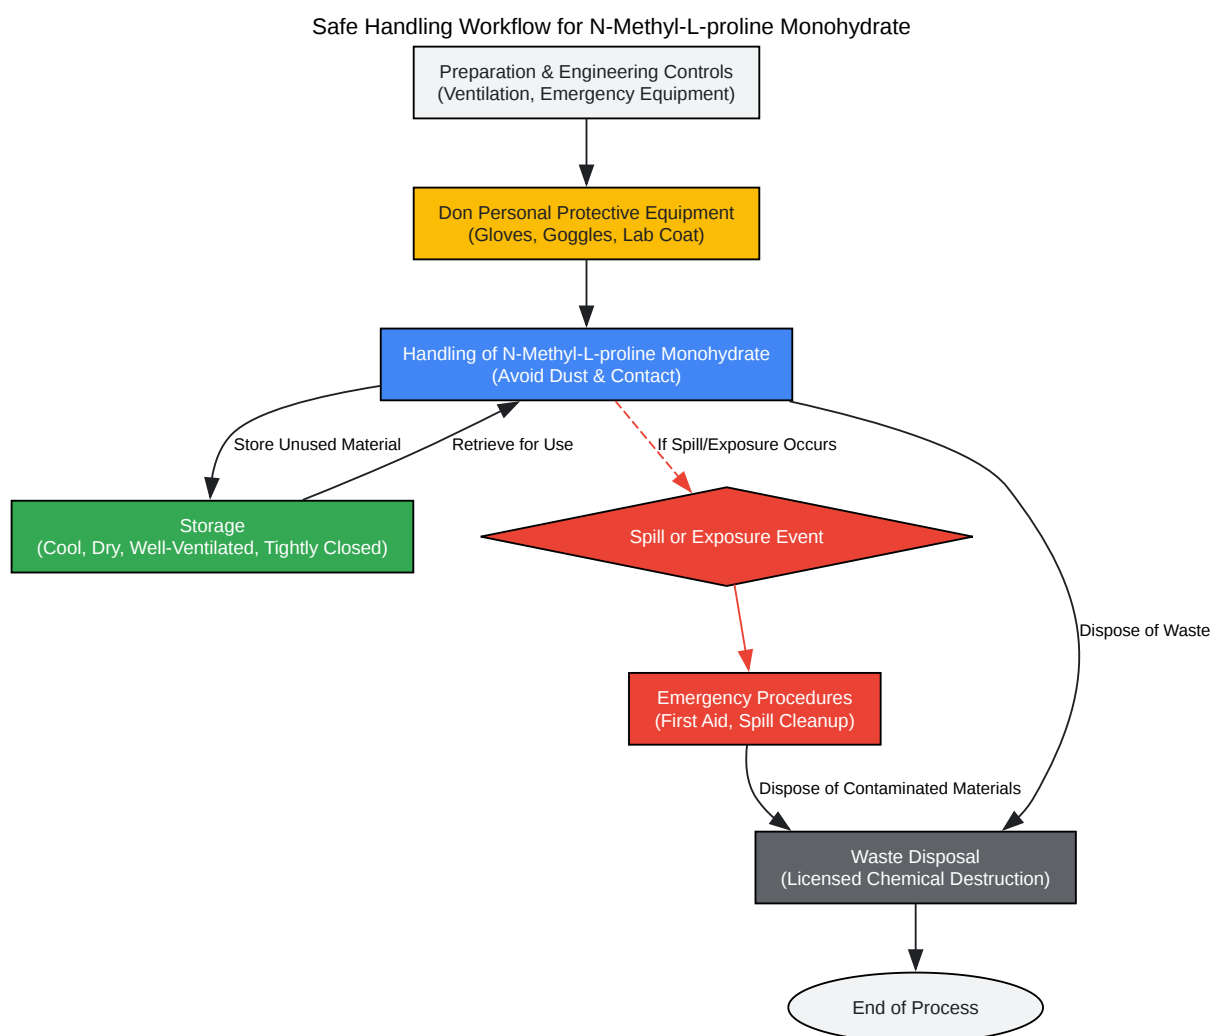 Safe Handling Workflow for N-Methyl-L-proline Monohydrate
Preparation & Engineering Controls
(Ventilation, Emergency Equipment)
Don Personal Protective Equipment
(Gloves, Goggles, Lab Coat)
Handling of N-Methyl-L-proline Monohydrate
(Avoid Dust & Contact)
Store Unused Material
Retrieve for Use
If Spill/Exposure Occurs
Storage
(Cool, Dry, Well-Ventilated, Tightly Closed)
Spill or Exposure Event
Dispose of Waste
Emergency Procedures
(First Aid, Spill Cleanup)
Dispose of Contaminated Materials
Waste Disposal
(Licensed Chemical Destruction)
End of Process